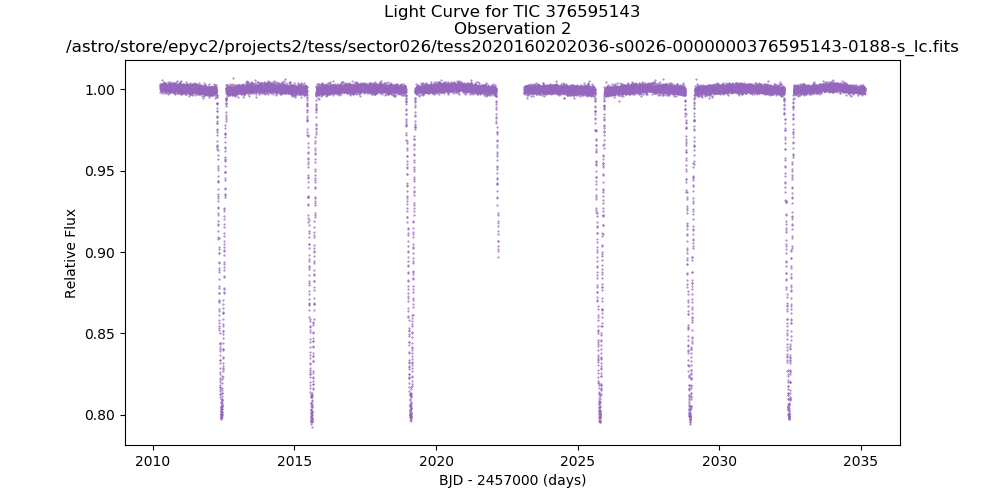 Light Curve for TIC 376595143
Observation 2
/astro/store/epyc2/projects2/tess/sector026/tess2020160202036-s0026-0000000376595143-0188-s_lc.fits
1.00
0.95
0.90
0.85
0.80
Relative Flux
2010 2015 2020 2025 2030 2035
BJD - 2457000 (days)